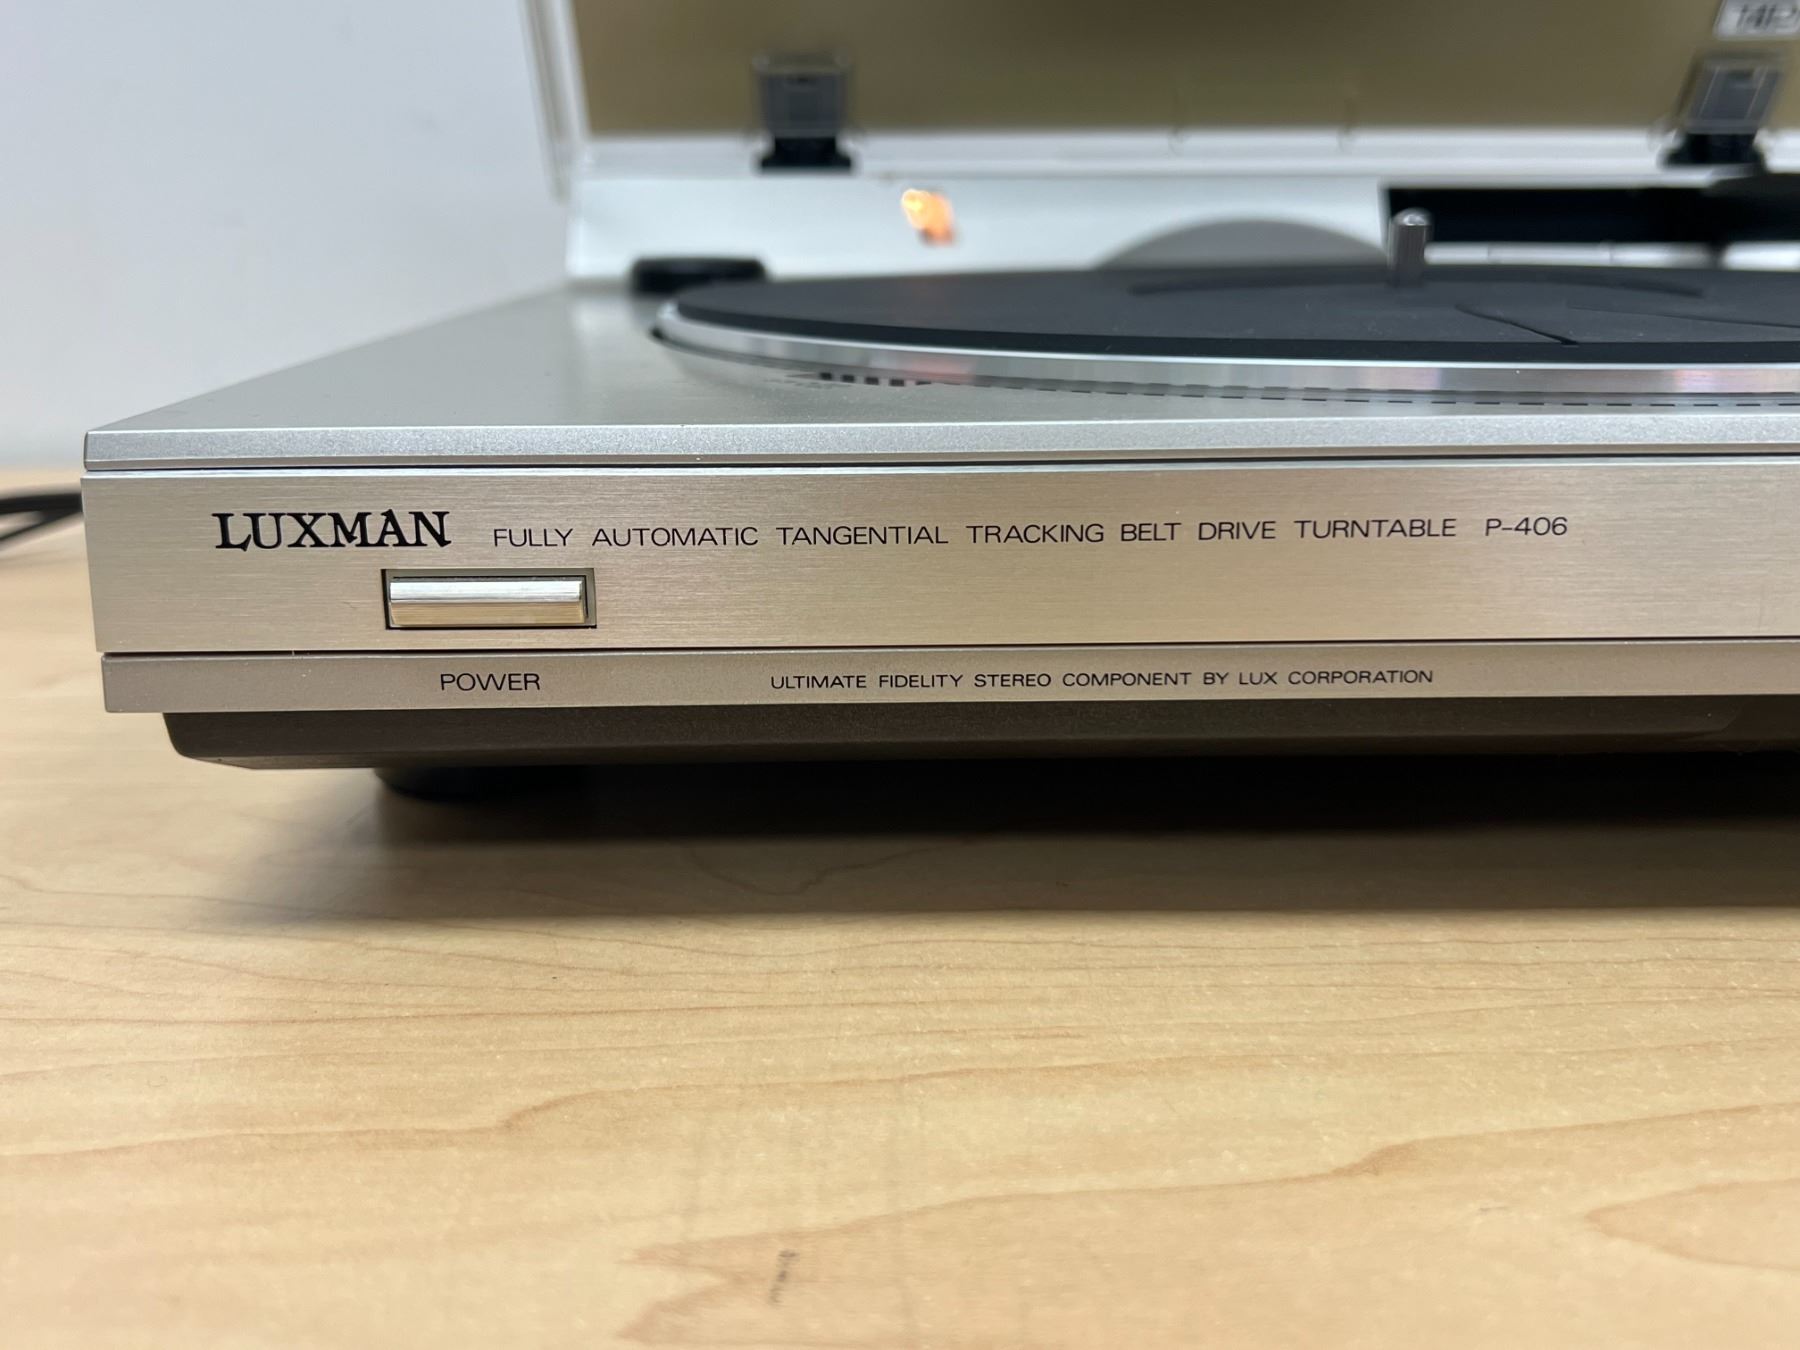 LUXMAN FULLY AUTOMATIC TANGENTIAL TRACKING BELT DRIVE TURNTABLE P-406
POWER ULTIMATE FIDELITY STEREO COMPONENT BY LUX CORPORATION